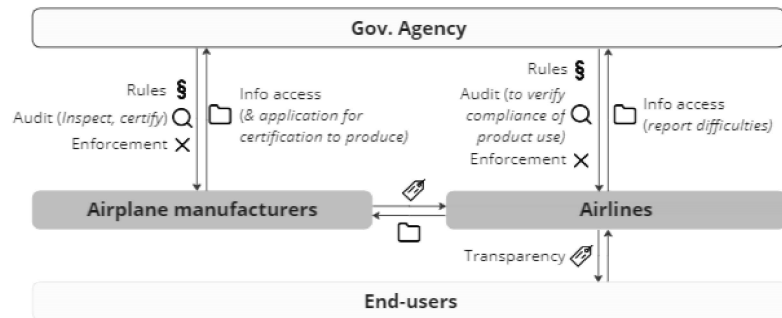 Gov. Agency
Rules §
Audit (Inspect, certify)
Enforcement
Info access
(& application for
certification to produce)
Rules §
Audit (to verify
compliance of
product use)
Enforcement
Info access
(report difficulties)
Airplane manufacturers
Airlines
Transparency
End-users